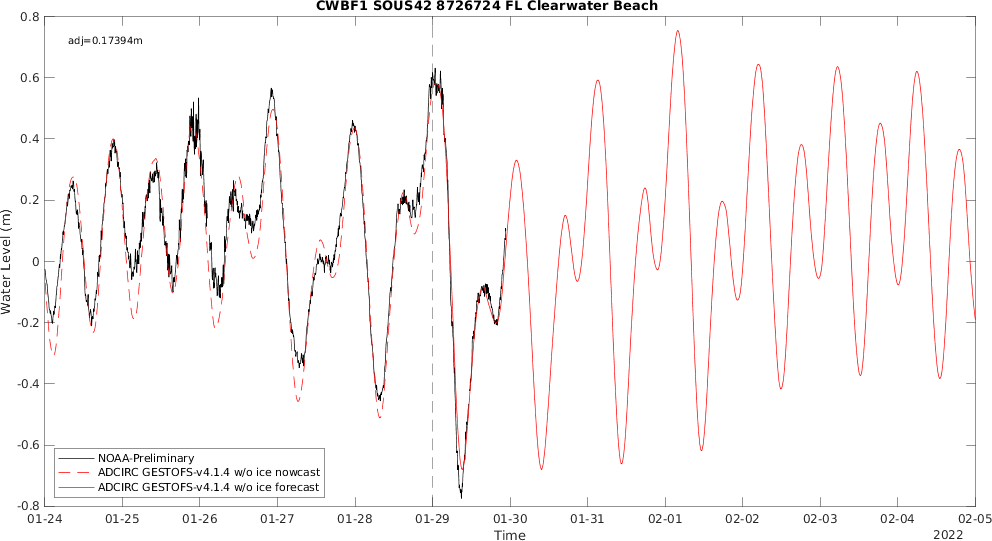 CWBF1 SOUS42 8726724 FL Clearwater Beach
adj=0.17394m
0.8
0.6
0.4
0.2
0
-0.2
-0.4
-0.6
-0.8
Water Level (m)
NOAA-Preliminary
ADCIRC GESTOFS-v4.1.4 w/o ice nowcast
ADCIRC GESTOFS-v4.1.4 w/o ice forecast
01-24 01-25 01-26 01-27 01-28 01-29 01-30 01-31 02-01 02-02 02-03 02-04 02-05
Time
2022